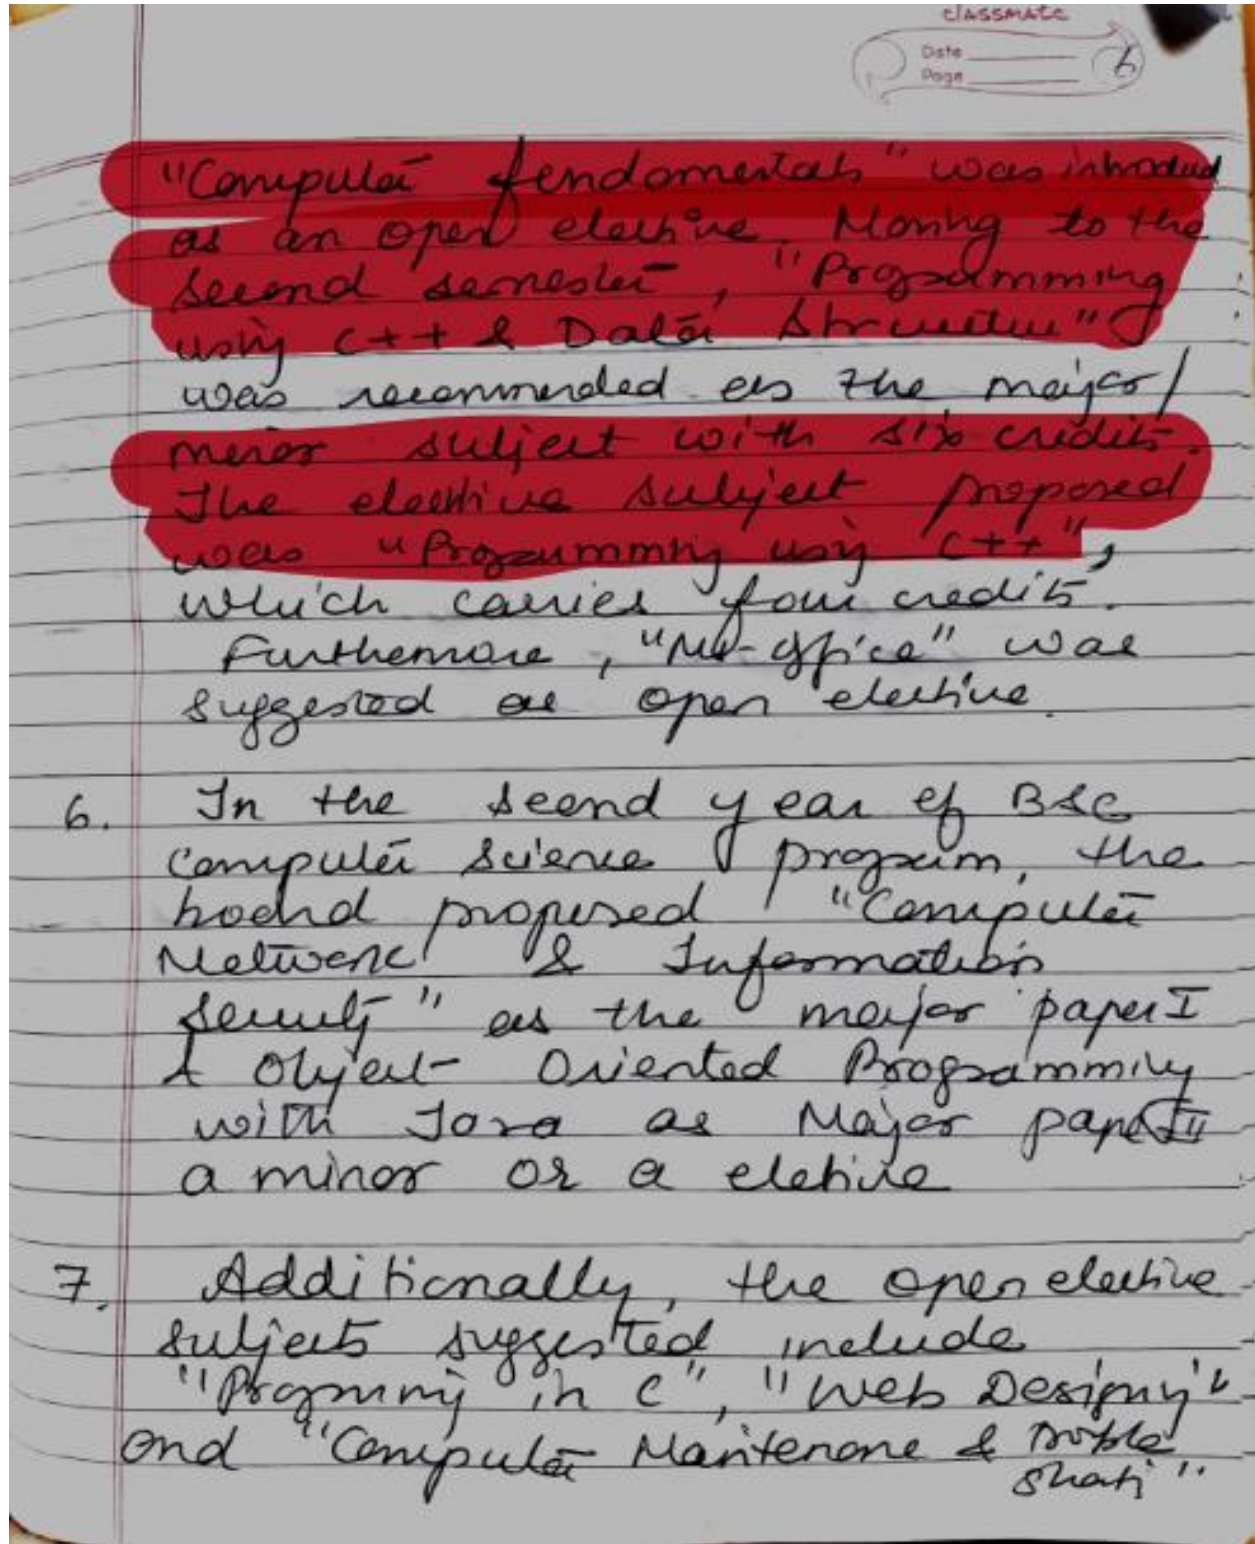 classmate
Date
Page 6
"Computer fendomentals" was introduced
as an open elective. Moving to the
second semester, "Programming
using C++ & Data Structure"
was recommended as the major/
minor subject with six credits.
The elective subject proposed
was "Programming using C++",
which carries four credits.
Furthermore, "Ms-office" was
suggested as open elective.
6. In the second year of BSC
Computer Science program, the
board proposed "Computer
Network & Information
Security" as the major paper I
& Object-Oriented Programming
with Java as Major paper II
a minor or a elective
7. Additionally, the open elective
subjects suggested include
"Programing in C", "Web Designing"
and "Computer Maintenance & Trouble